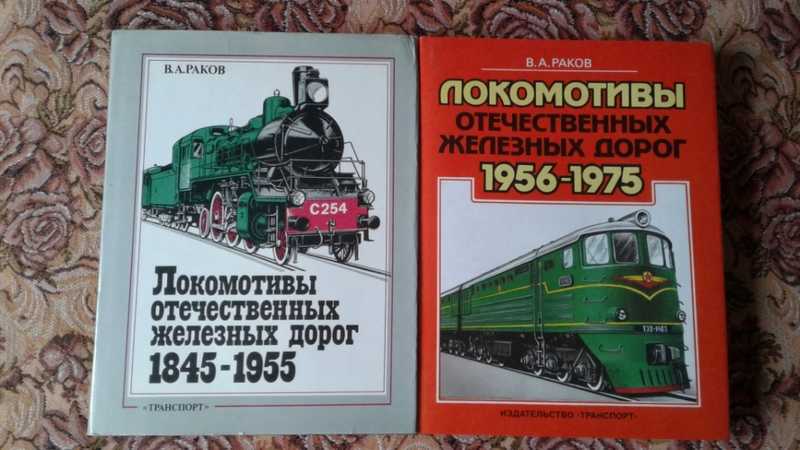 В.А.РАКОВ
С254
Локомотивы
отечественных
железных дорог
1845-1955
«ТРАНСПОРТ»
В.А.РАКОВ
ЛОКОМОТИВЫ
ОТЕЧЕСТВЕННЫХ
ЖЕЛЕЗНЫХ ДОРОГ
1956-1975
ИЗДАТЕЛЬСТВО "ТРАНСПОРТ"